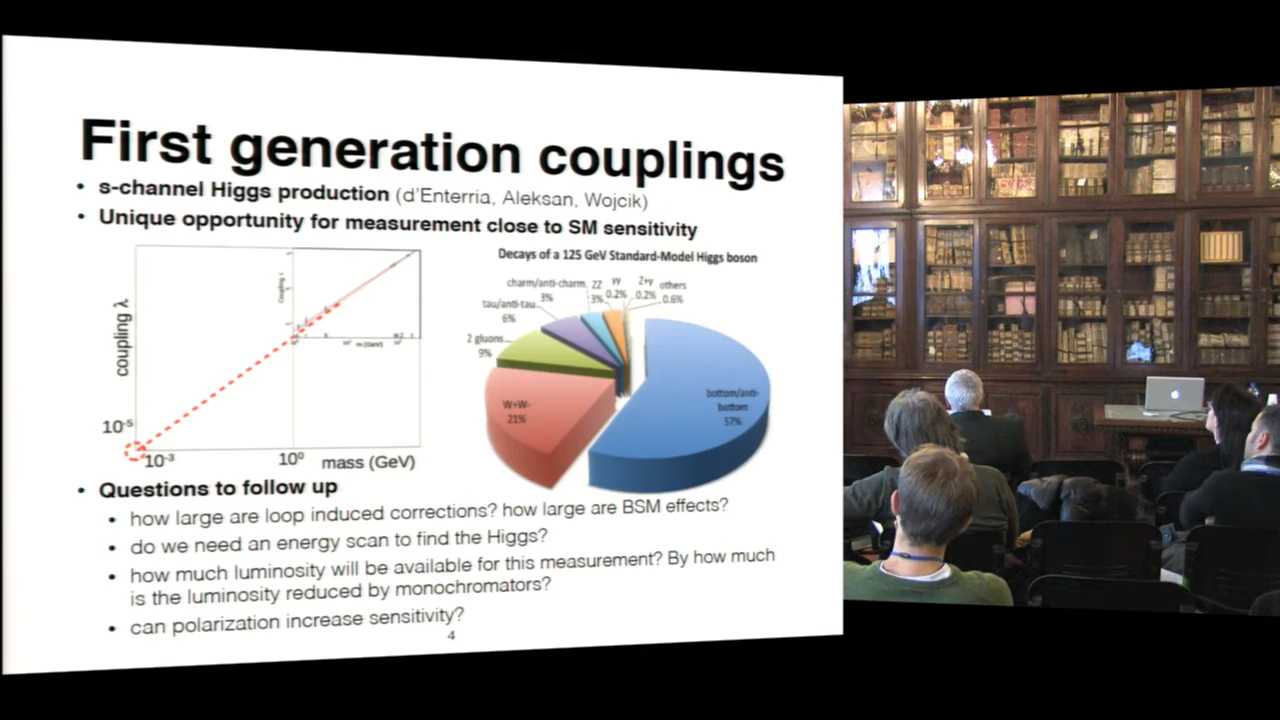 First generation couplings
• s-channel Higgs production (d'Enterria, Aleksan, Wojcik)
• Unique opportunity for measurement close to SM sensitivity
Decays of a 125 GeV Standard-Model Higgs boson
coupling λ
10⁻⁵
10⁻³
10⁰
mass (GeV)
Coupling λ
m (GeV)
charm/anti-charm
3%
ZZ
3%
γγ
0.2%
Z+γ
0.2%
others
0.6%
tau/anti-tau
6%
2 gluons
9%
W+W-
21%
bottom/anti-
bottom
57%
• Questions to follow up
• how large are loop induced corrections? how large are BSM effects?
• do we need an energy scan to find the Higgs?
• how much luminosity will be available for this measurement? By how much
is the luminosity reduced by monochromators?
• can polarization increase sensitivity?
4